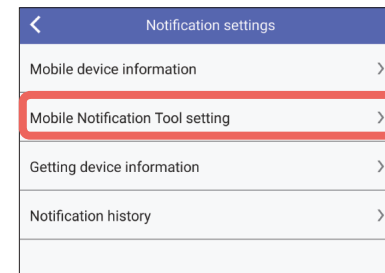 Notification settings
Mobile device information
Mobile Notification Tool setting
Getting device information
Notification history